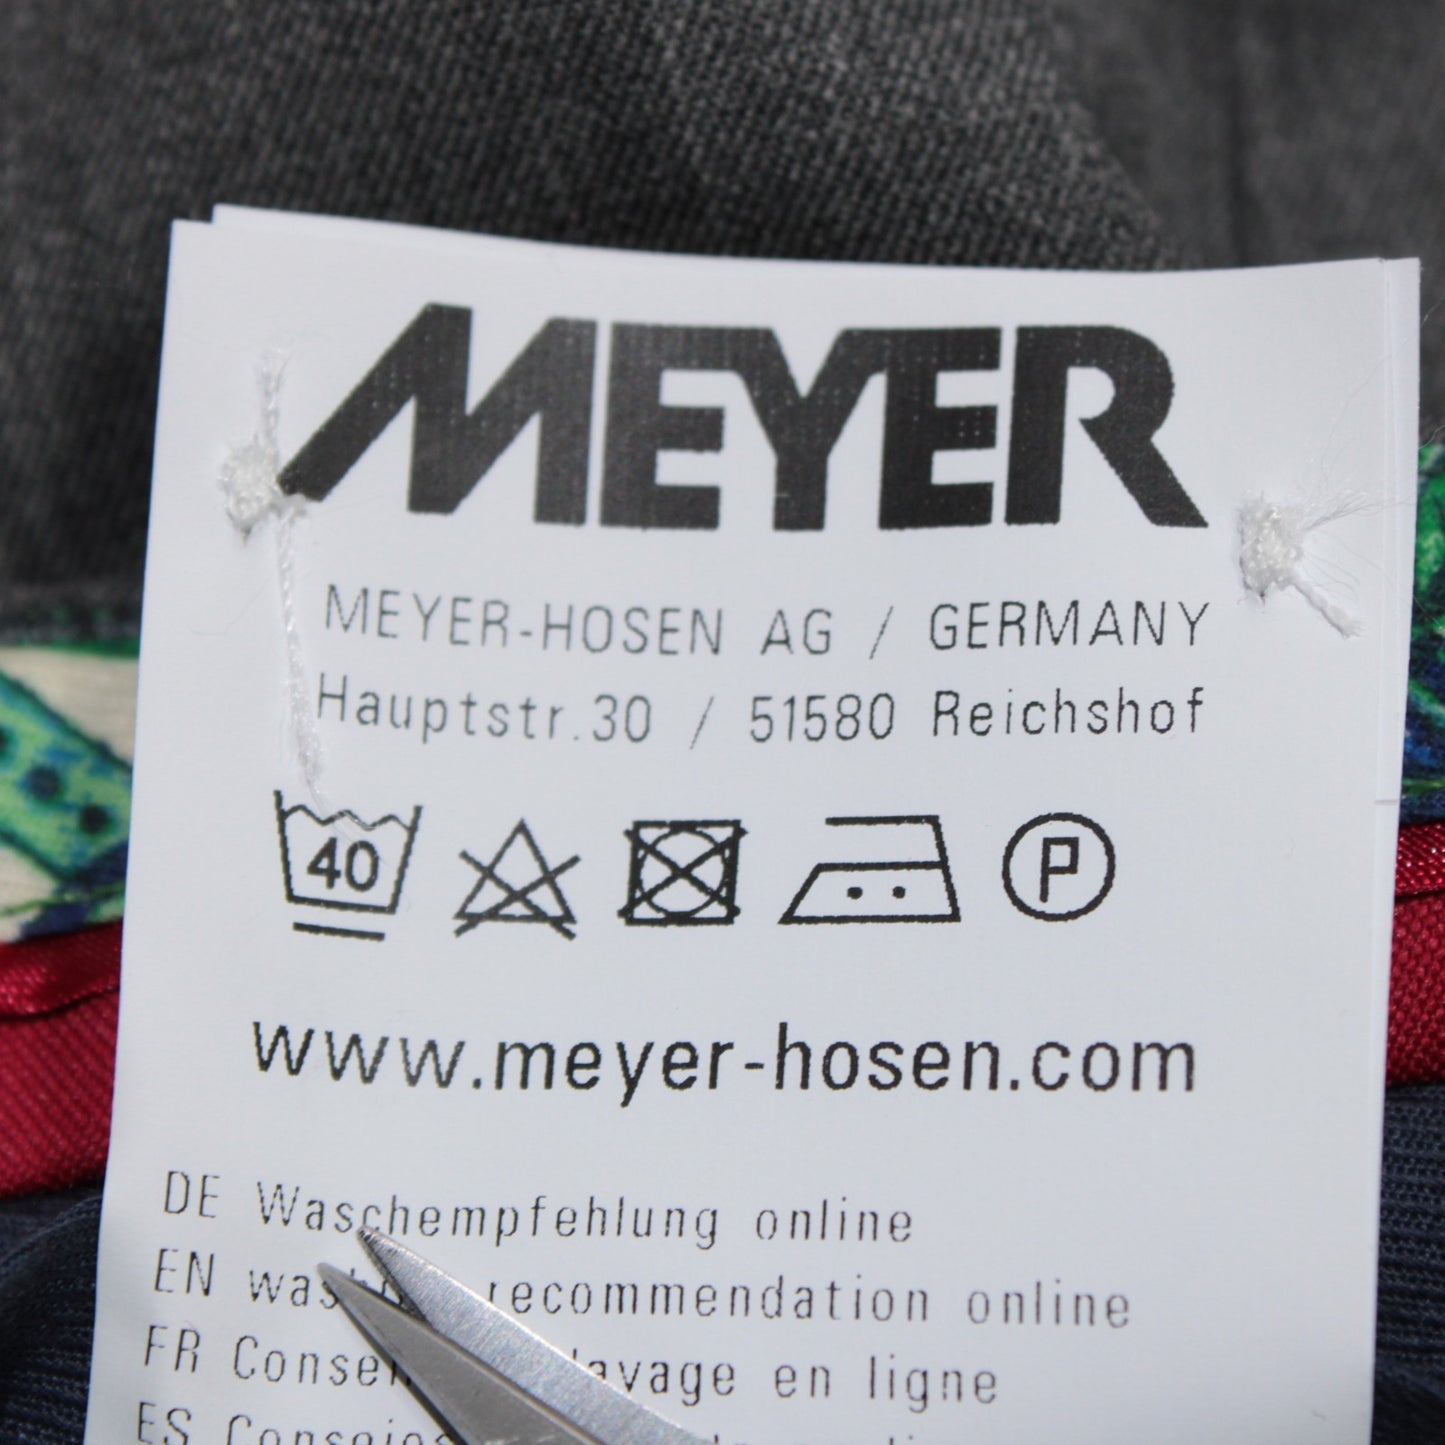 MEYER
MEYER-HOSEN AG / GERMANY
Hauptstr.30 / 51580 Reichshof
40 P
www.meyer-hosen.com
DE Waschempfehlung online
EN recommendation online
FR en ligne
ES